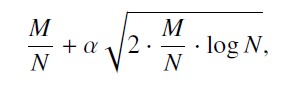 M/N + α √(2 · M/N · log N),